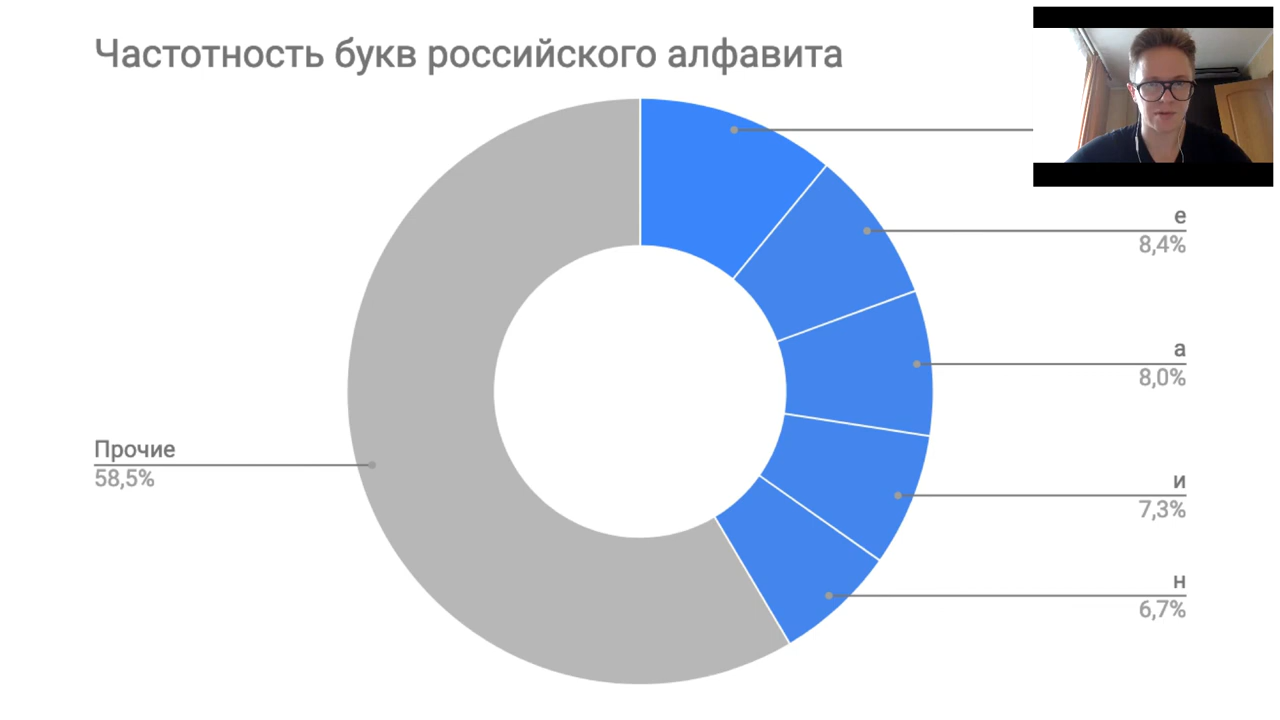 Частотность букв российского алфавита
е
8,4%
а
8,0%
и
7,3%
Прочие
58,5%
н
6,7%